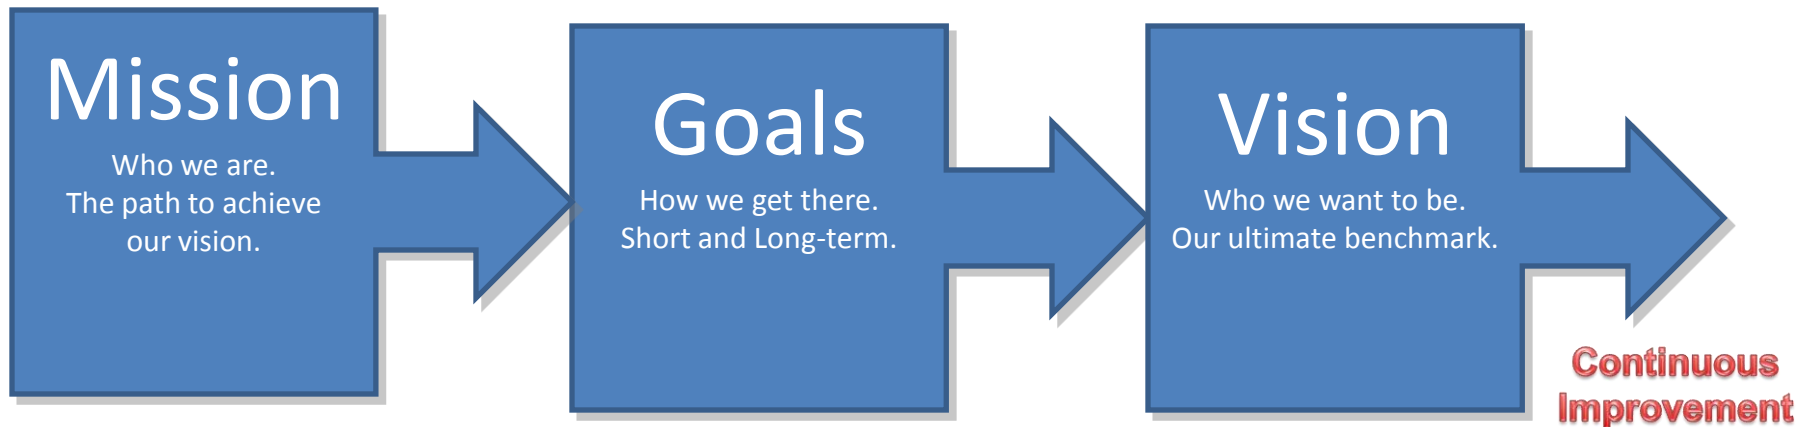 Mission
Who we are.
The path to achieve
our vision.
Goals
How we get there.
Short and Long-term.
Vision
Who we want to be.
Our ultimate benchmark.
Continuous
Improvement